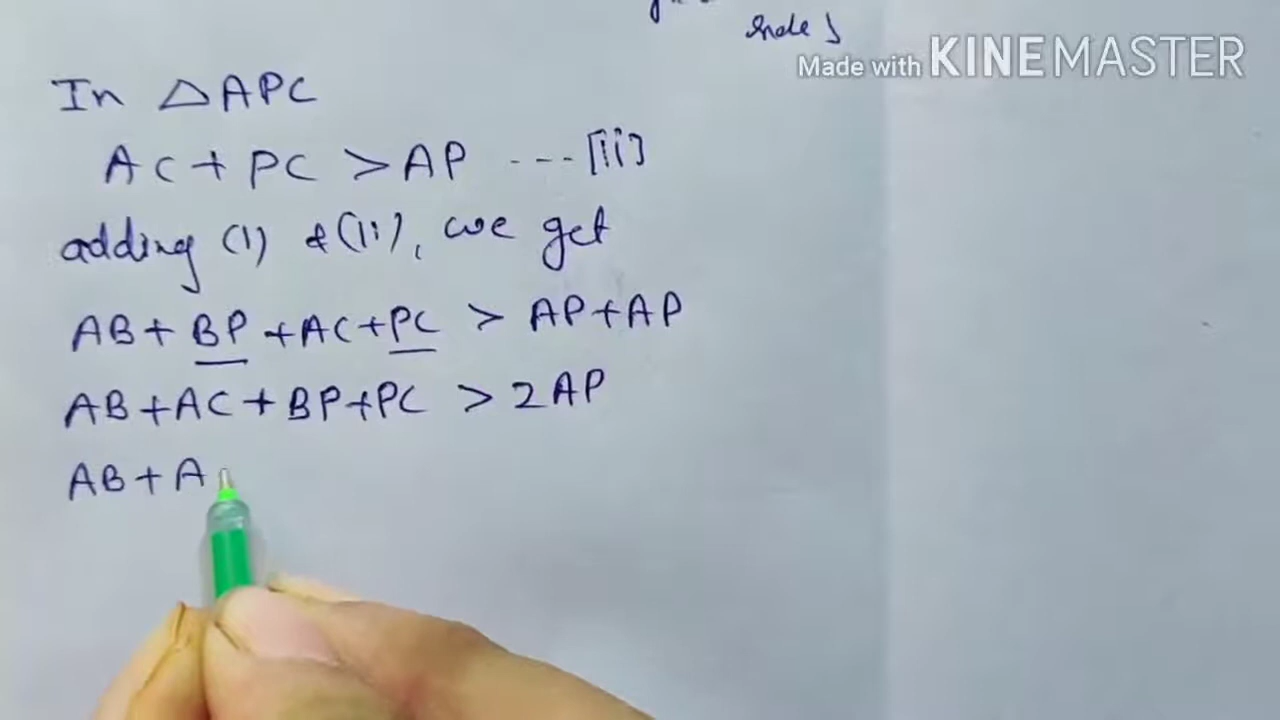 Made with KINEMASTER
In △APC
AC + PC > AP --- [ii]
adding (1) & (ii), we get
AB + BP + AC + PC > AP + AP
AB + AC + BP + PC > 2AP
AB + A